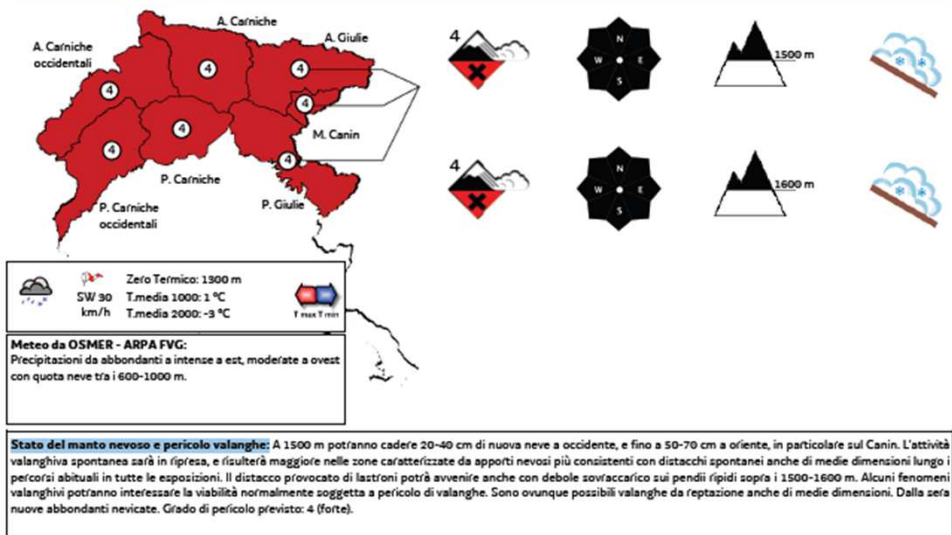 A. Carniche
A. Carniche
occidentali
A. Giulie
4
4
4
4
4
4
4
M. Canin
P. Carniche
P. Giulie
P. Carniche
occidentali
4
N
W E
S
1500 m
4
N
W E
S
1600 m
SW 30
km/h
Zero Termico: 1300 m
T.media 1000: 1 °C
T.media 2000: -3 °C
T max T min
Meteo da OSMER - ARPA FVG:
Precipitazioni da abbondanti a intense a est, moderate a ovest
con quota neve tra i 600-1000 m.
Stato del manto nevoso e pericolo valanghe: A 1500 m potranno cadere 20-40 cm di nuova neve a occidente, e fino a 50-70 cm a oriente, in particolare sul Canin. L'attività
valanghiva spontanea sarà in ripresa, e risulterà maggiore nelle zone caratterizzate da apporti nevosi più consistenti con distacchi spontanei anche di medie dimensioni lungo i
percorsi abituali in tutte le esposizioni. Il distacco provocato di lastroni potrà avvenire anche con debole sovraccarico sui pendii ripidi sopra i 1500-1600 m. Alcuni fenomeni
valanghivi potranno interessare la viabilità normalmente soggetta a pericolo di valanghe. Sono ovunque possibili valanghe da reptazione anche di medie dimensioni. Dalla sera
nuove abbondanti nevicate. Grado di pericolo previsto: 4 (forte).